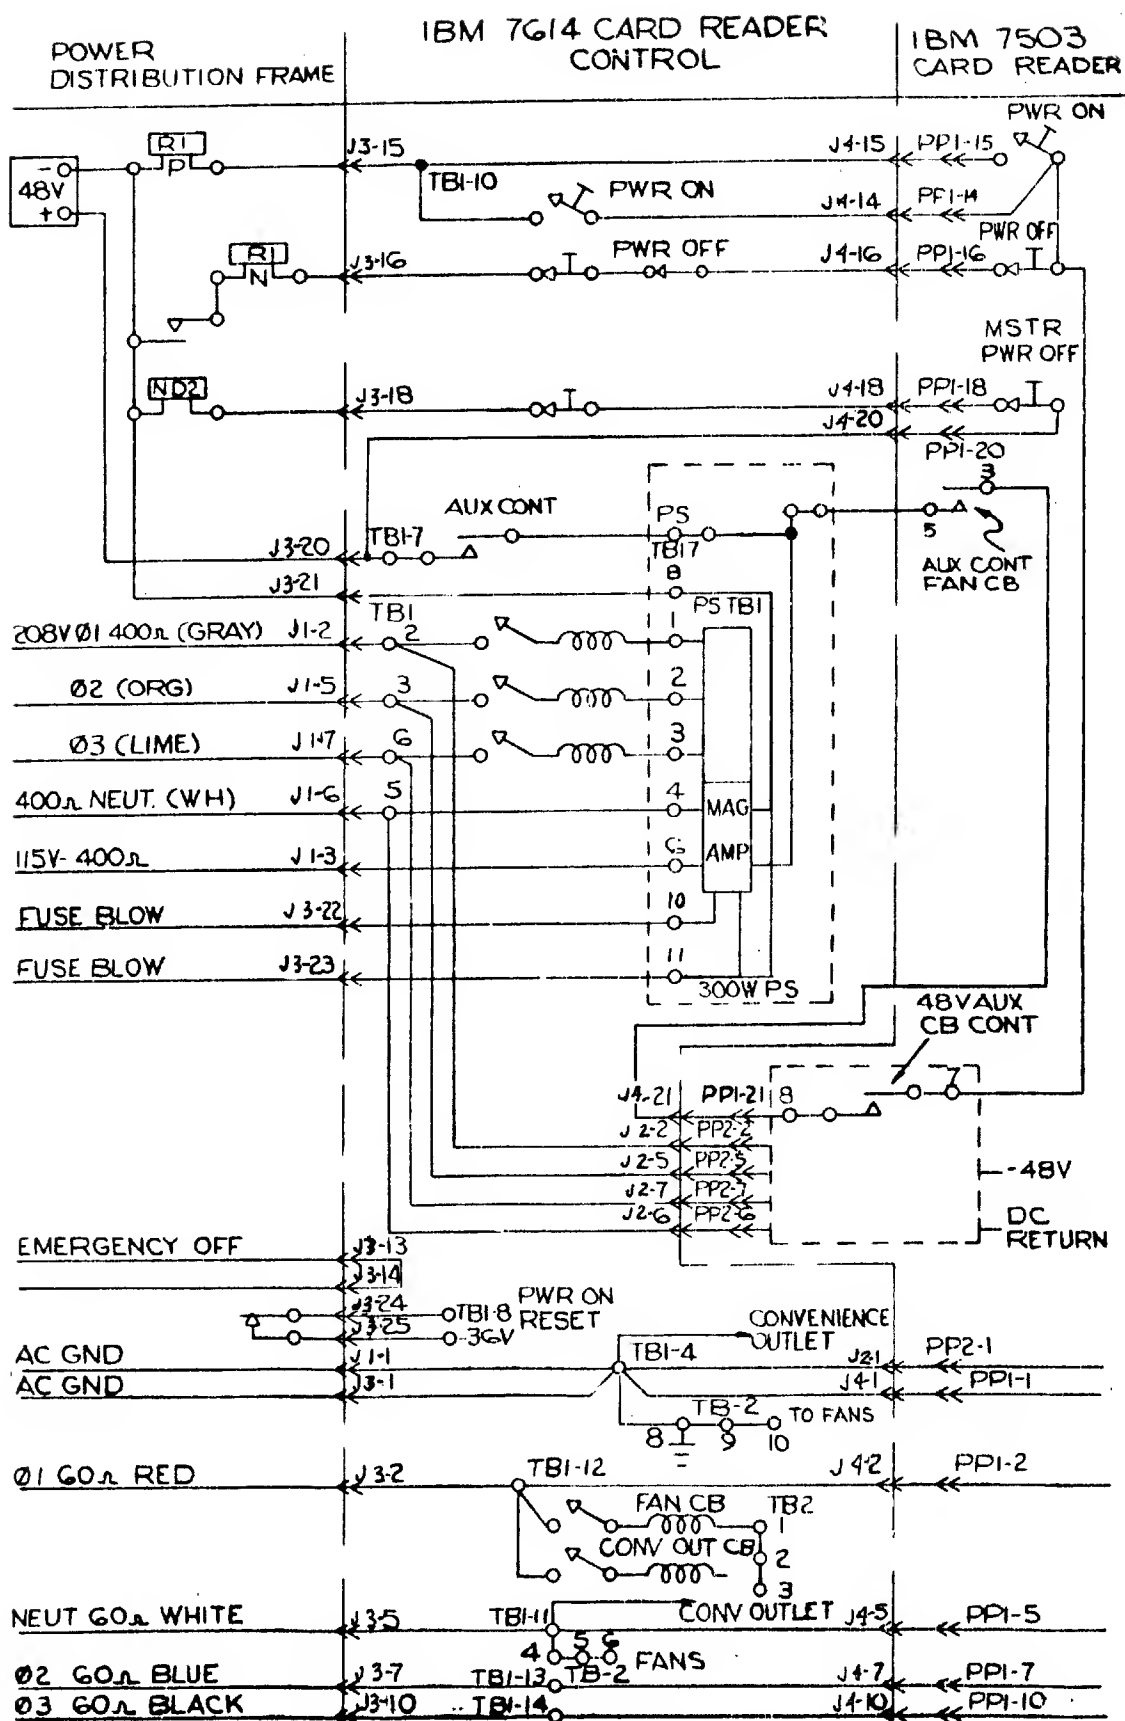 IBM 7614 CARD READER
CONTROL
POWER
DISTRIBUTION FRAME
IBM 7503
CARD READER
PWR ON
R1
P
J3-15
J4-15
PP1-15
48V
-
+
TB1-10
PWR ON
J4-14
PP1-14
R1
N
J3-16
PWR OFF
J4-16
PP1-16
PWR OFF
MSTR
PWR OFF
ND2
J3-18
J4-18
PP1-18
J4-20
PP1-20
3
AUX CONT
PS
5
J3-20
TB1-7
TB17
AUX CONT
FAN CB
J3-21
8
TB1
PS TB1
208V Ø1 400Ω (GRAY)
J1-2
2
1
Ø2 (ORG)
J1-5
3
2
Ø3 (LIME)
J1-7
6
3
400Ω NEUT. (WH)
J1-6
5
4
MAG
AMP
115V- 400Ω
J1-3
FUSE BLOW
J3-22
10
FUSE BLOW
J3-23
11
300W PS
48V AUX
CB CONT
J4-21
PP1-21
8
7
J2-2
PP2-2
J2-5
PP2-5
-48V
J2-7
PP2-7
J2-6
PP2-6
DC
RETURN
EMERGENCY OFF
J3-13
J3-14
J3-24
TB1-8
PWR ON
RESET
J3-25
-36V
CONVENIENCE
OUTLET
AC GND
J1-1
TB1-4
J2-1
PP2-1
AC GND
J3-1
J4-1
PP1-1
TB-2
TO FANS
8
9
10
Ø1 60Ω RED
J3-2
TB1-12
J4-2
PP1-2
FAN CB
TB2
1
CONV OUT CB
2
3
NEUT 60Ω WHITE
J3-5
TB1-11
CONV OUTLET
J4-5
PP1-5
4
5
6
FANS
Ø2 60Ω BLUE
J3-7
TB1-13
TB-2
J4-7
PP1-7
Ø3 60Ω BLACK
J3-10
TB1-14
J4-10
PP1-10